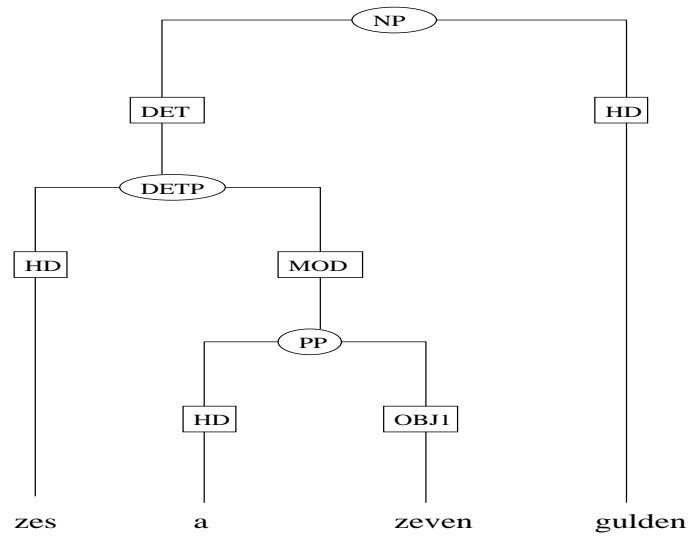 NP
DET HD
DETP
HD MOD
PP
HD OBJ1
zes a zeven gulden